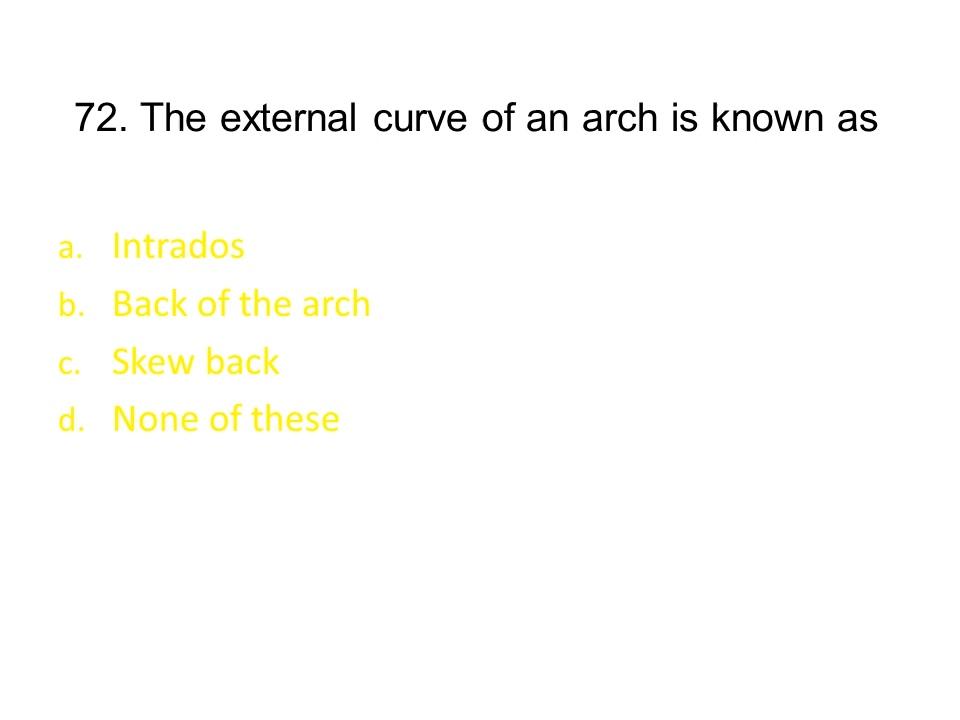 72. The external curve of an arch is known as
a. Intrados
b. Back of the arch
c. Skew back
d. None of these